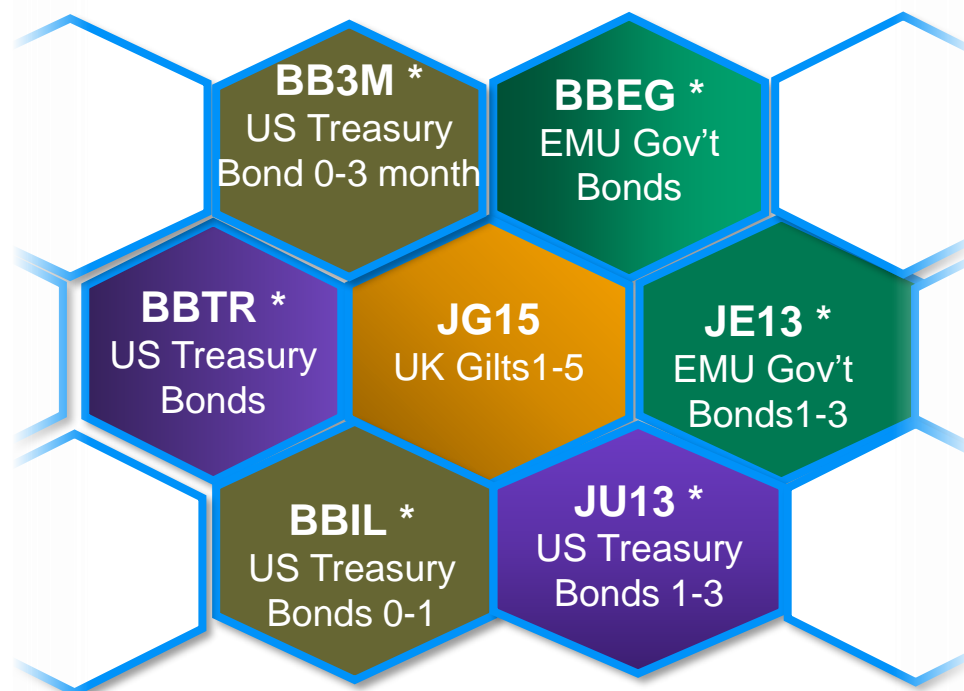 BB3M *
US Treasury
Bond 0-3 month
BBEG *
EMU Gov’t
Bonds
BBTR *
US Treasury
Bonds
JG15
UK Gilts1-5
JE13 *
EMU Gov’t
Bonds1-3
BBIL *
US Treasury
Bonds 0-1
JU13 *
US Treasury
Bonds 1-3